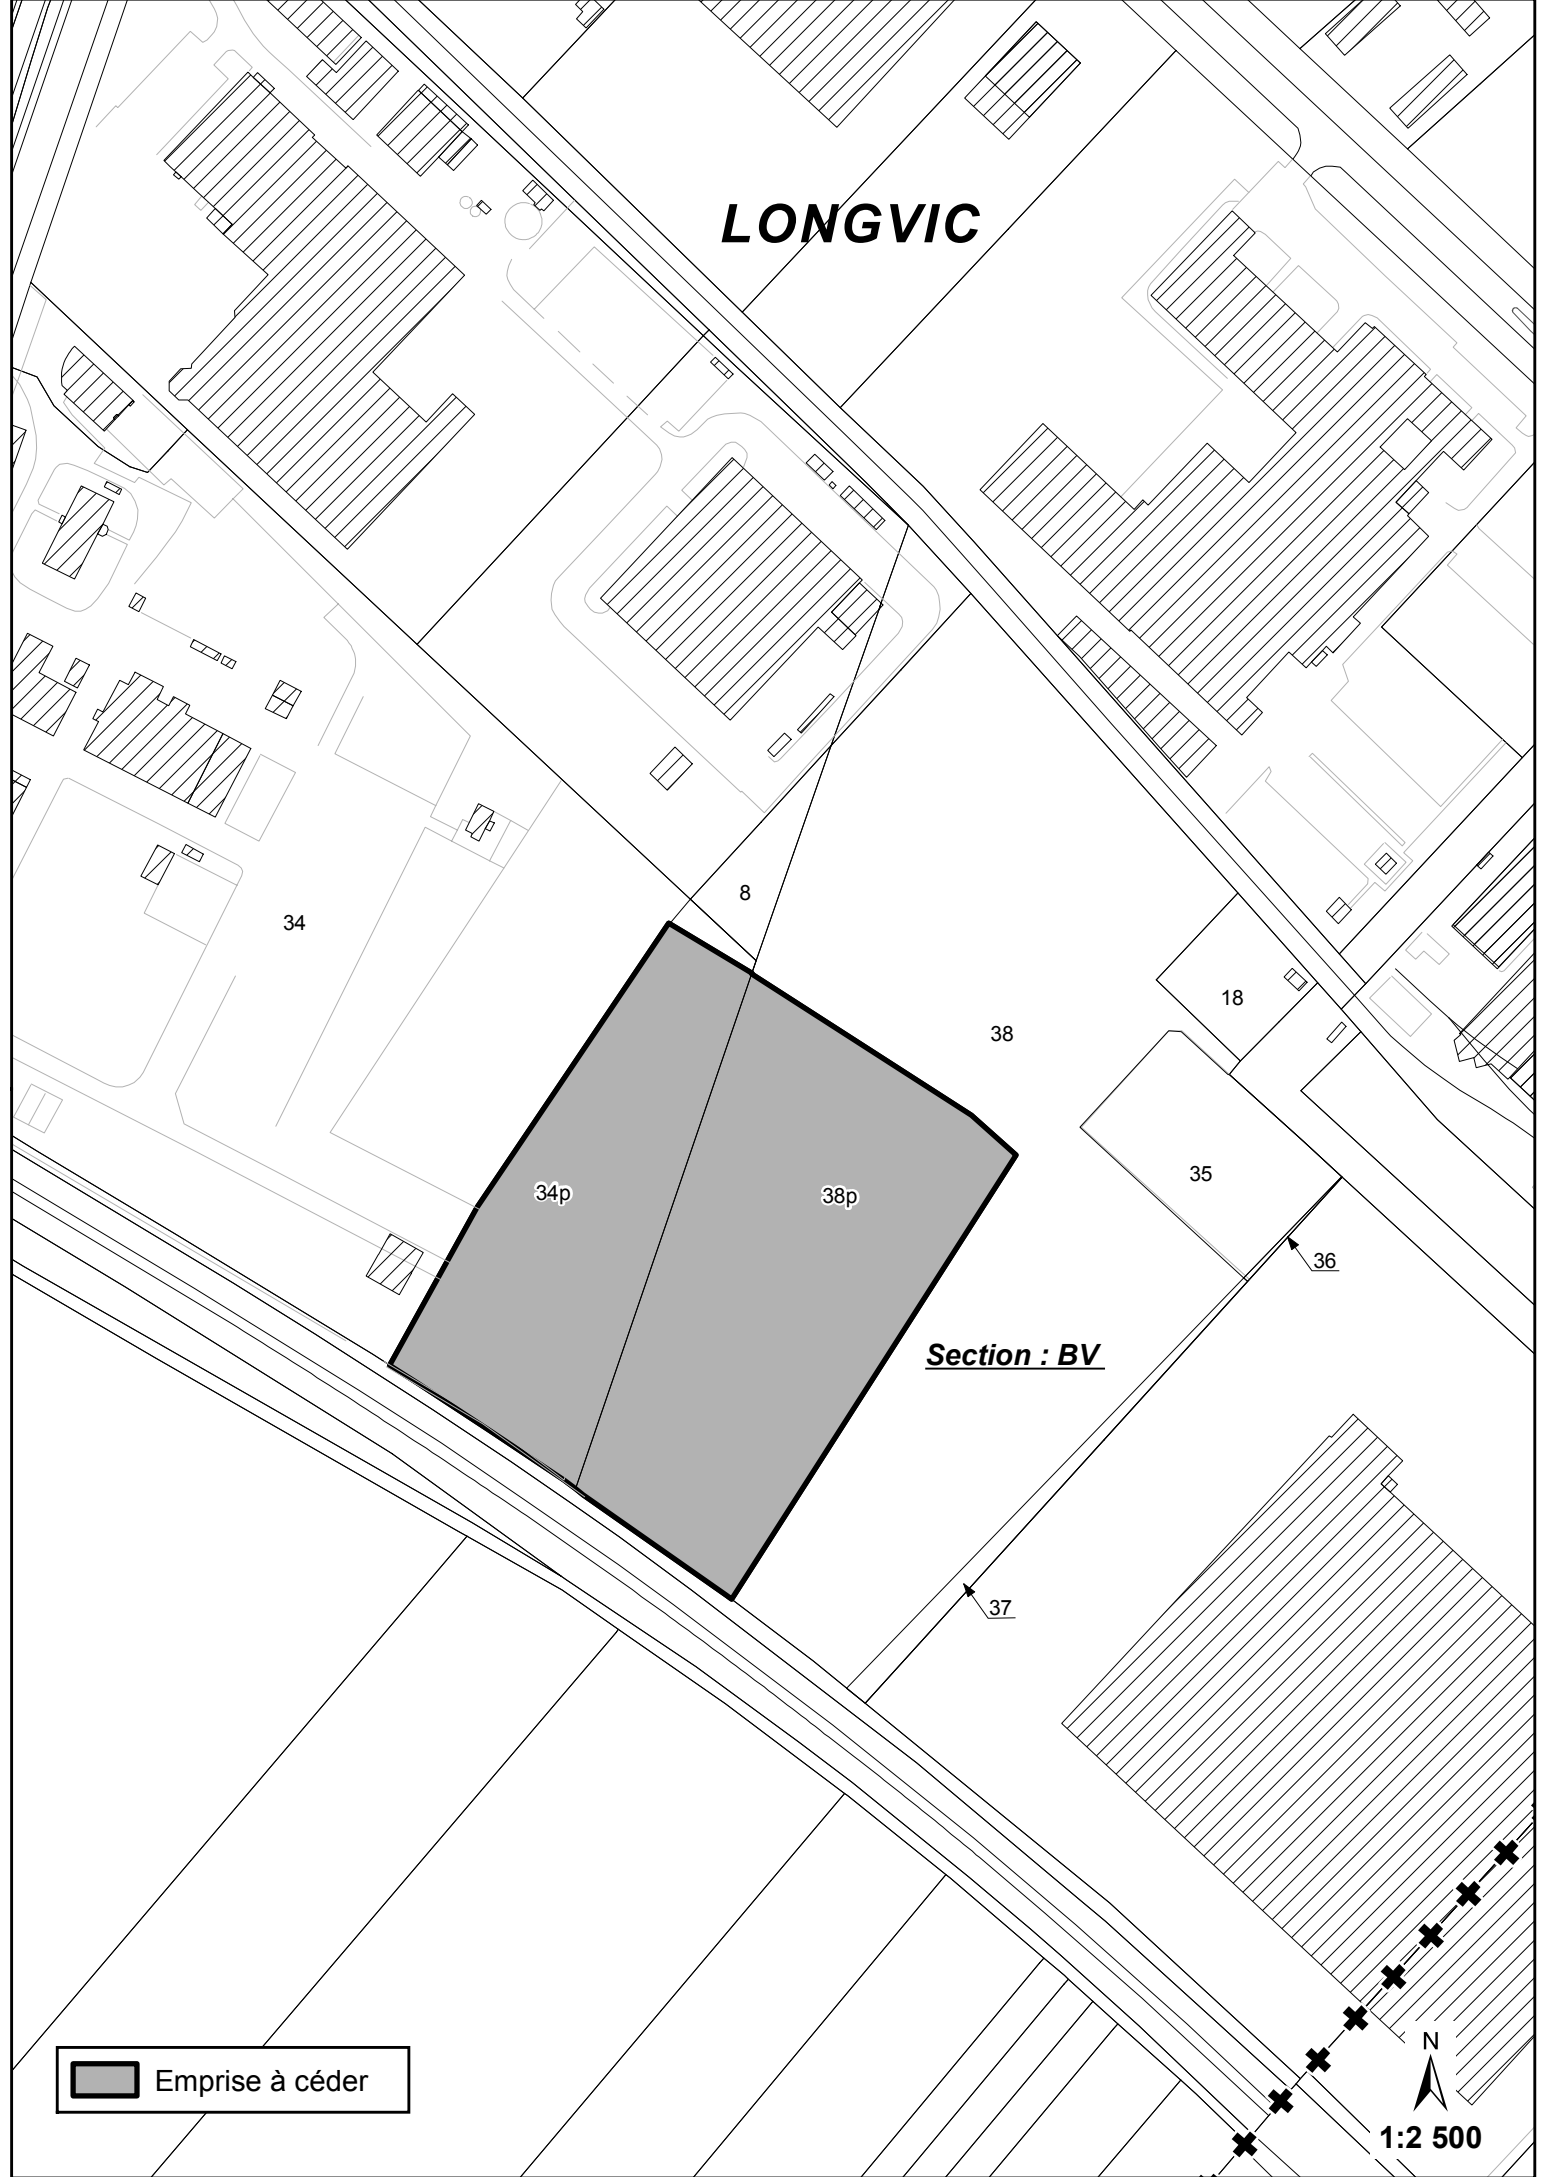 LONGVIC
8
34
18
38
35
34p
38p
36
Section : BV
37
N
Emprise à céder
1:2 500